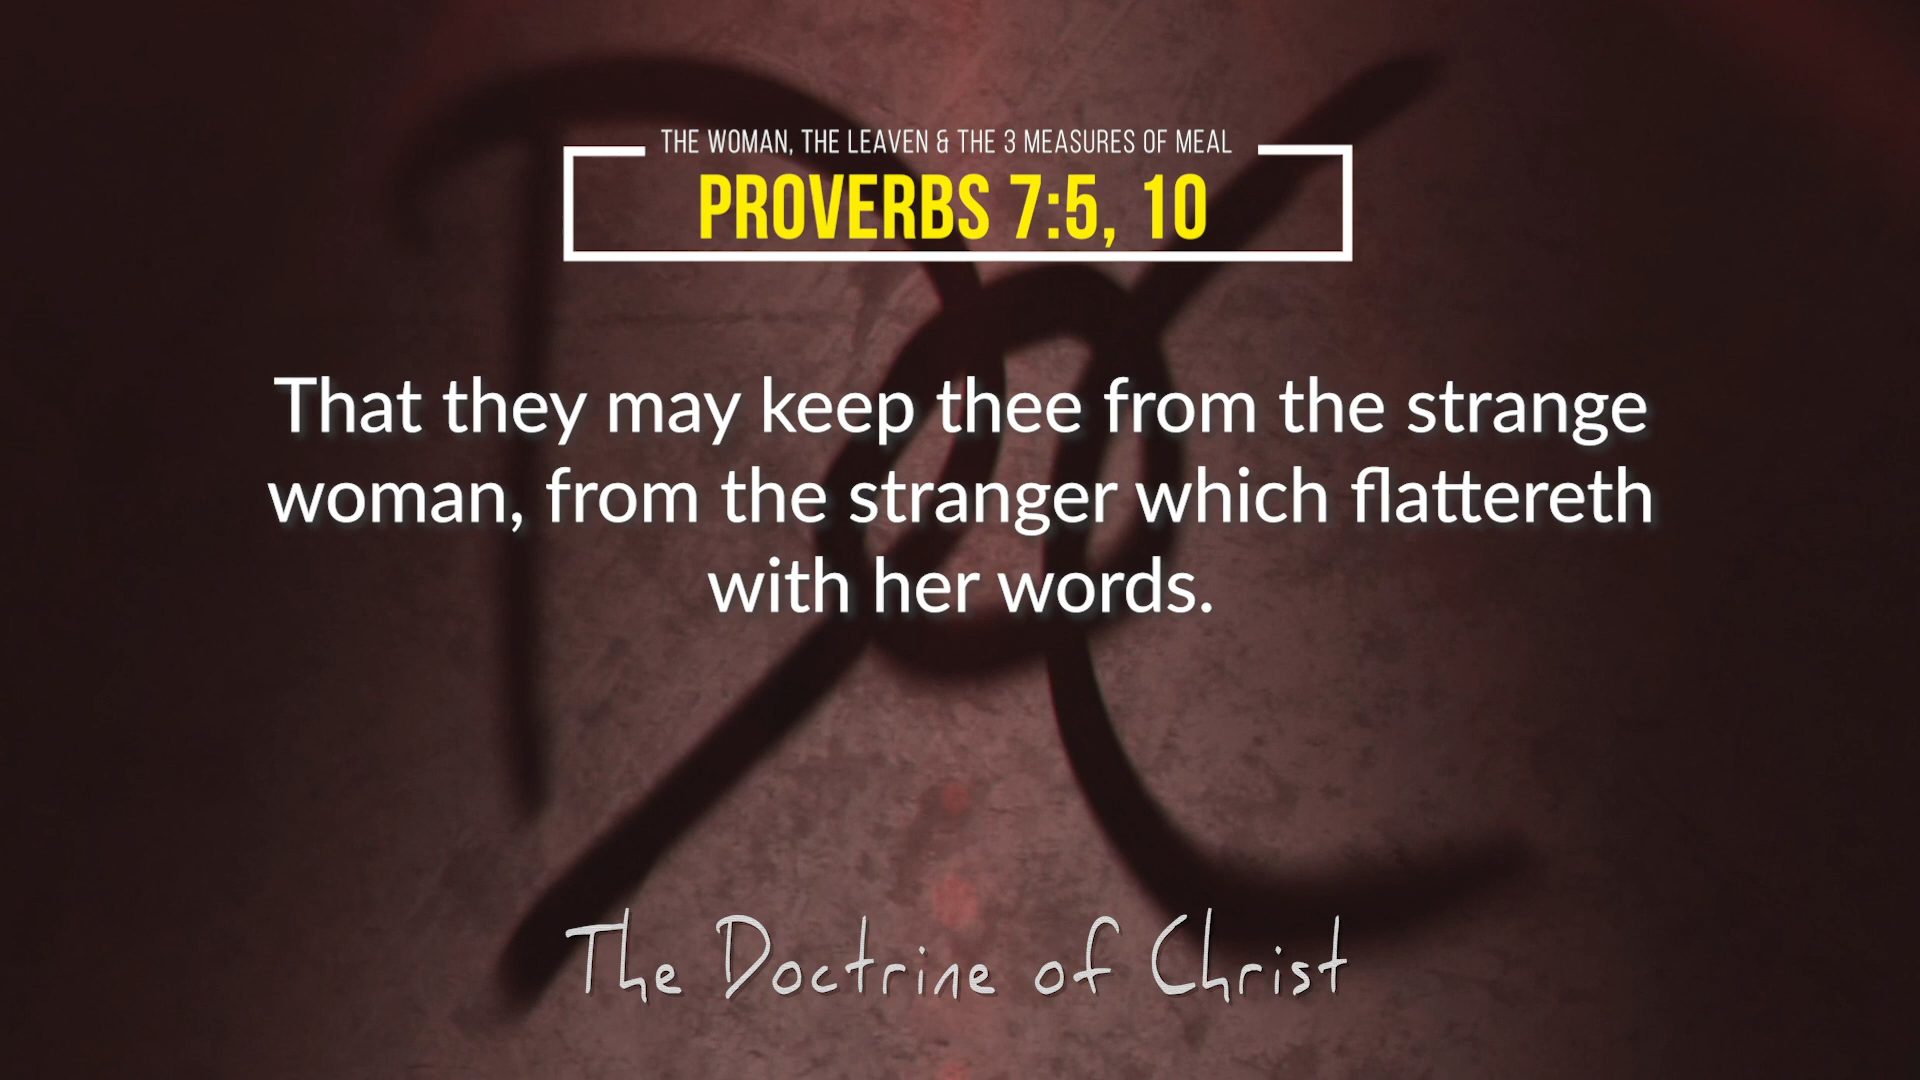 THE WOMAN, THE LEAVEN & THE 3 MEASURES OF MEAL
PROVERBS 7:5, 10
That they may keep thee from the strange
woman, from the stranger which flattereth
with her words.
The Doctrine of Christ